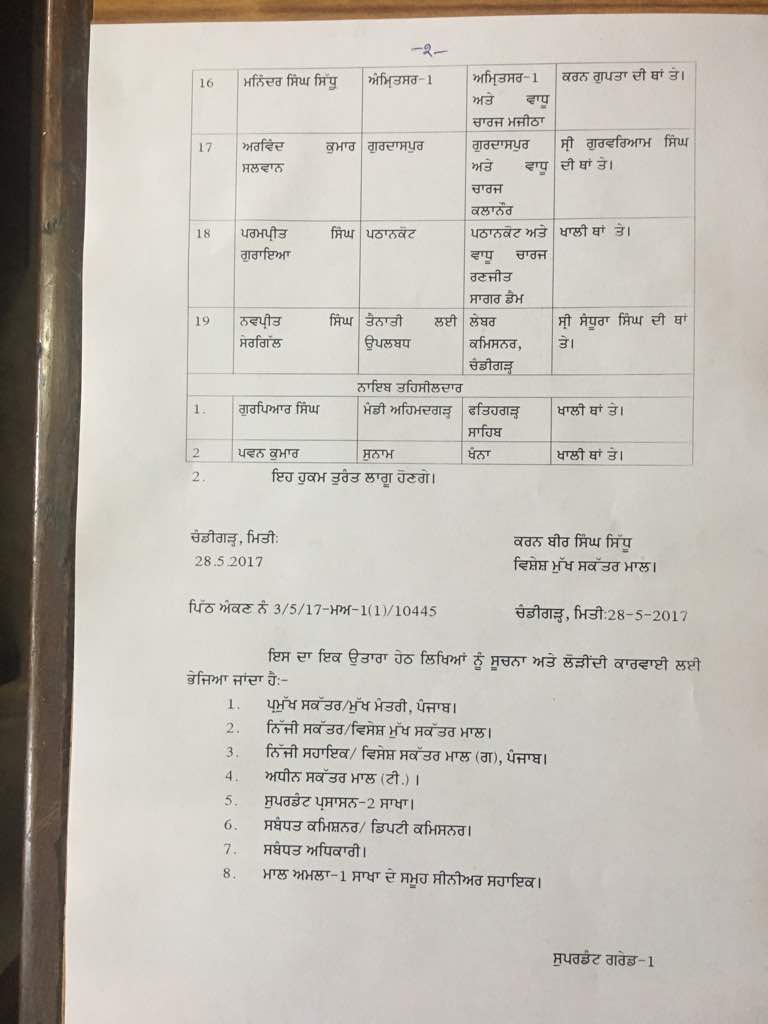 -੨-
16 ਮਨਿੰਦਰ ਸਿੰਘ ਸਿੱਧੂ ਅੰਮ੍ਰਿਤਸਰ-1 ਅਮ੍ਰਿਤਸਰ-1 ਕਰਨ ਗੁਪਤਾ ਦੀ ਥਾਂ ਤੇ।
ਅਤੇ ਵਾਧੂ
ਚਾਰਜ ਮਜੀਠਾ
17 ਅਰਵਿੰਦ ਕੁਮਾਰ ਗੁਰਦਾਸਪੁਰ ਗੁਰਦਾਸਪੁਰ ਸ੍ਰੀ ਗੁਰਵਰਿਆਮ ਸਿੰਘ
ਸਲਵਾਨ ਅਤੇ ਵਾਧੂ ਦੀ ਥਾਂ ਤੇ।
ਚਾਰਜ
ਕਲਾਨੌਰ
18 ਪਰਮਪ੍ਰੀਤ ਸਿੰਘ ਪਠਾਨਕੋਟ ਪਠਾਨਕੋਟ ਅਤੇ ਖਾਲੀ ਥਾਂ ਤੇ।
ਗੁਰਾਇਆ ਵਾਧੂ ਚਾਰਜ
ਰਣਜੀਤ
ਸਾਗਰ ਡੈਮ
19 ਨਵਪ੍ਰੀਤ ਸਿੰਘ ਤੈਨਾਤੀ ਲਈ ਲੇਬਰ ਸ੍ਰੀ ਸੰਧੂਰਾ ਸਿੰਘ ਦੀ ਥਾਂ
ਸੇਰਗਿੱਲ ਉਪਲਬਧ ਕਮਿਸਨਰ, ਤੇ।
ਚੰਡੀਗੜ੍ਹ
ਨਾਇਬ ਤਹਿਸੀਲਦਾਰ
1. ਗੁਰਪਿਆਰ ਸਿੰਘ ਮੰਡੀ ਅਹਿਮਦਗੜ੍ਹ ਫਤਿਹਗੜ੍ਹ ਖਾਲੀ ਥਾਂ ਤੇ।
ਸਾਹਿਬ
2 ਪਵਨ ਕੁਮਾਰ ਸੁਨਾਮ ਖੰਨਾ ਖਾਲੀ ਥਾਂ ਤੇ।
2. ਇਹ ਹੁਕਮ ਤੁਰੰਤ ਲਾਗੂ ਹੋਣਗੇ।
ਚੰਡੀਗੜ੍ਹ, ਮਿਤੀਃ ਕਰਨ ਬੀਰ ਸਿੰਘ ਸਿੱਧੂ
28.5.2017 ਵਿਸ਼ੇਸ਼ ਮੁੱਖ ਸਕੱਤਰ ਮਾਲ।
ਪਿੱਠ ਅੰਕਣ ਨੰ 3/5/17-ਮਅ-1(1)/10445 ਚੰਡੀਗੜ੍ਹ, ਮਿਤੀ:28-5-2017
ਇਸ ਦਾ ਇਕ ਉਤਾਰਾ ਹੇਠ ਲਿਖਿਆਂ ਨੂੰ ਸੂਚਨਾ ਅਤੇ ਲੋੜੀਂਦੀ ਕਾਰਵਾਈ ਲਈ
ਭੇਜਿਆ ਜਾਂਦਾ ਹੈ:-
1. ਪ੍ਰਮੁੱਖ ਸਕੱਤਰ/ਮੁੱਖ ਮੰਤਰੀ, ਪੰਜਾਬ।
2. ਨਿੱਜੀ ਸਕੱਤਰ/ਵਿਸੇਸ਼ ਮੁੱਖ ਸਕੱਤਰ ਮਾਲ।
3. ਨਿੱਜੀ ਸਹਾਇਕ/ ਵਿਸੇਸ਼ ਸਕੱਤਰ ਮਾਲ (ਗ), ਪੰਜਾਬ।
4. ਅਧੀਨ ਸਕੱਤਰ ਮਾਲ (ਟੀ.) ।
5. ਸੁਪਰਡੰਟ ਪ੍ਰਸਾਸਨ-2 ਸਾਖਾ।
6. ਸਬੰਧਤ ਕਮਿਸ਼ਨਰ/ ਡਿਪਟੀ ਕਮਿਸਨਰ।
7. ਸਬੰਧਤ ਅਧਿਕਾਰੀ।
8. ਮਾਲ ਅਮਲਾ-1 ਸਾਖਾ ਦੇ ਸਮੂਹ ਸੀਨੀਅਰ ਸਹਾਇਕ।
ਸੁਪਰਡੰਟ ਗਰੇਡ-1